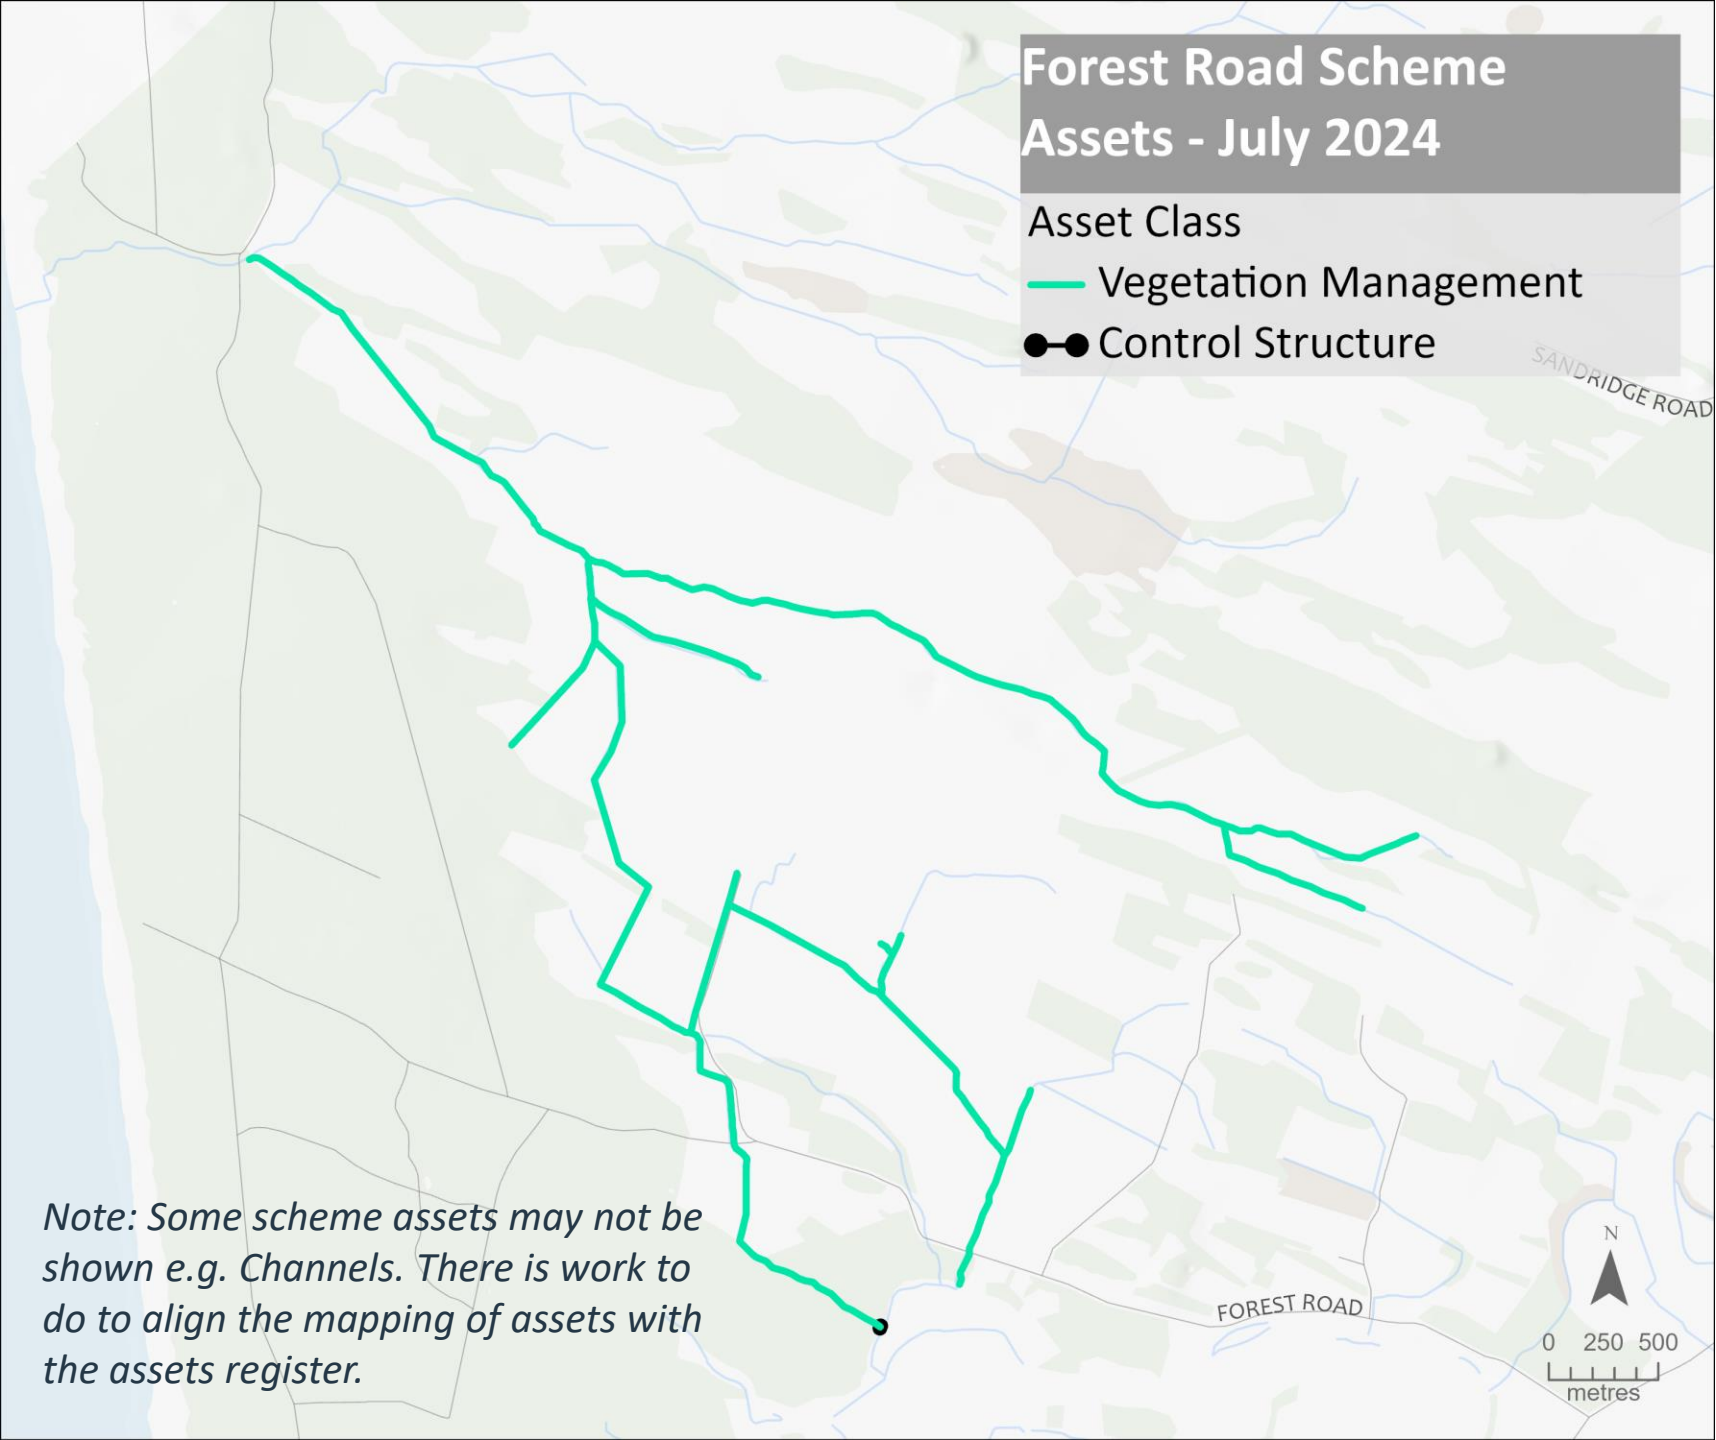 Forest Road Scheme
Assets - July 2024
Asset Class
Vegetation Management
Control Structure
SANDRIDGE ROAD
Note: Some scheme assets may not be
shown e.g. Channels. There is work to
do to align the mapping of assets with
the assets register.
FOREST ROAD
N
0 250 500
metres